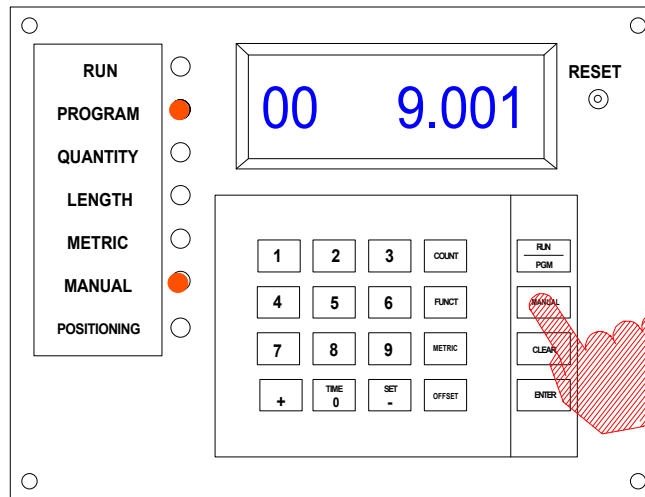 RUN
PROGRAM
QUANTITY
LENGTH
METRIC
MANUAL
POSITIONING
00 9.001
RESET
1 2 3 COUNT
4 5 6 FUNCT
7 8 9 METRIC
+ TIME 0 SET - OFFSET
RUN
PGM
MANUAL
CLEAR
ENTER